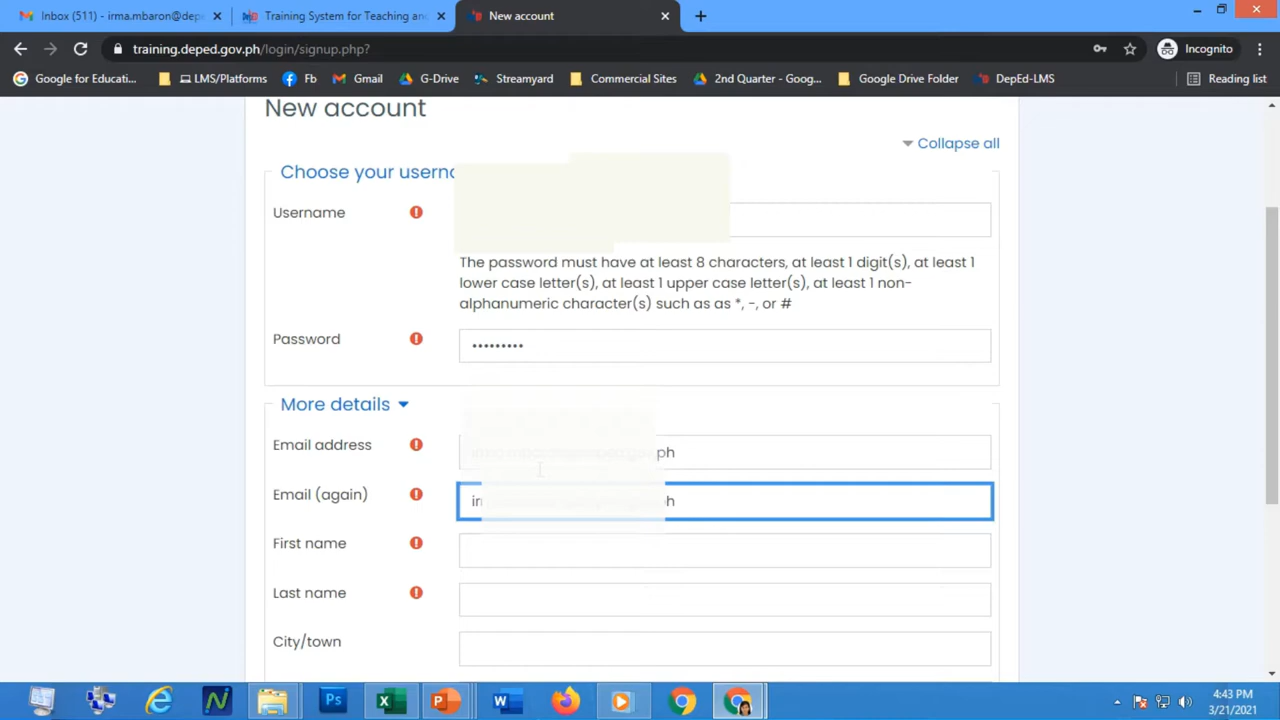 Inbox (511) - irma.mbaron@depe
Training System for Teaching and
New account
training.deped.gov.ph/login/signup.php?
Incognito
Google for Educati...
LMS/Platforms
Fb
Gmail
G-Drive
Streamyard
Commercial Sites
2nd Quarter - Goog...
Google Drive Folder
DepEd-LMS
Reading list
New account
Collapse all
Choose your userna
Username
The password must have at least 8 characters, at least 1 digit(s), at least 1
lower case letter(s), at least 1 upper case letter(s), at least 1 non-
alphanumeric character(s) such as as *, -, or #
Password
•••••••••
More details
Email address
ph
Email (again)
ir
ph
First name
Last name
City/town
4:43 PM
3/21/2021